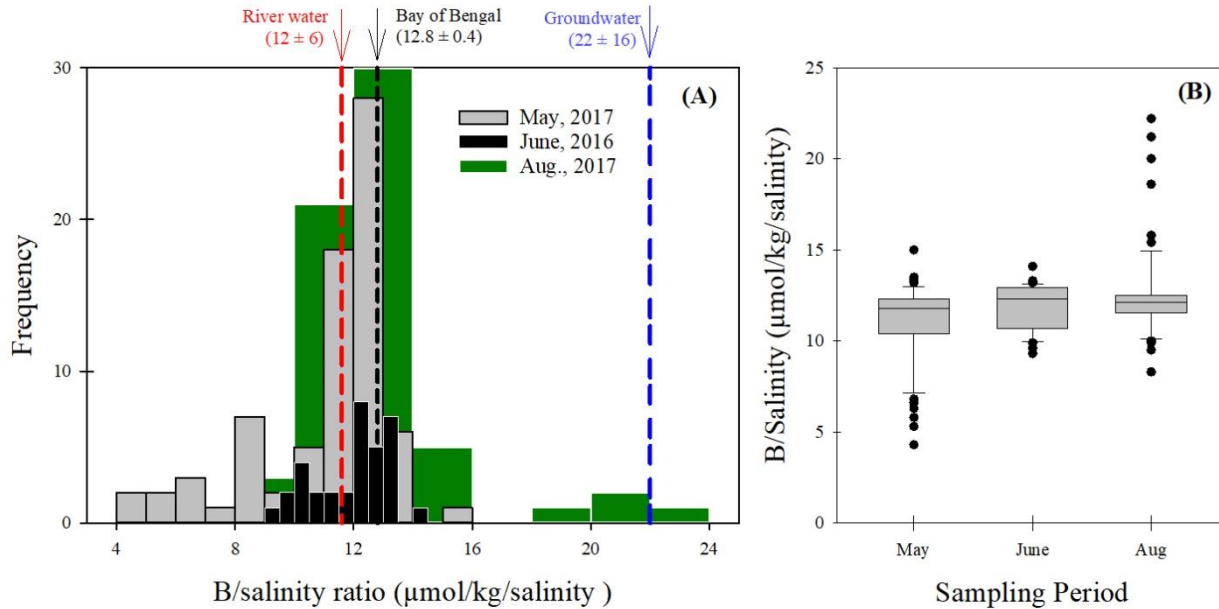 River water
(12 ± 6)
Bay of Bengal
(12.8 ± 0.4)
Groundwater
(22 ± 16)
30
20
10
0
Frequency
(A)
May, 2017
June, 2016
Aug., 2017
4
8
12
16
20
24
B/salinity ratio (µmol/kg/salinity )
(B)
25
20
15
10
5
0
B/Salinity (µmol/kg/salinity)
May
June
Aug
Sampling Period